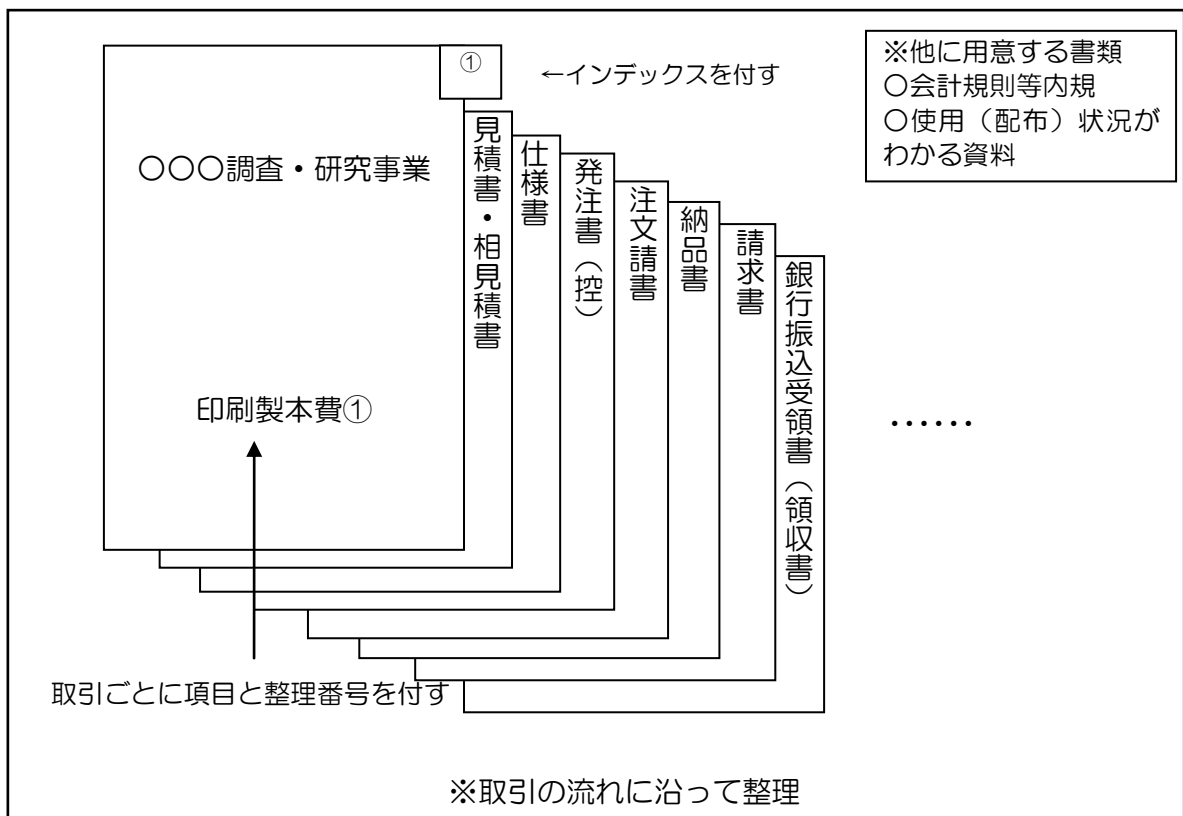 ①
←インデックスを付す
※他に用意する書類
〇会計規則等内規
〇使用（配布）状況が
わかる資料
〇〇〇調査・研究事業
見積書・相見積書
仕様書
発注書（控）
注文請書
納品書
請求書
銀行振込受領書（領収書）
印刷製本費①
……
取引ごとに項目と整理番号を付す
※取引の流れに沿って整理